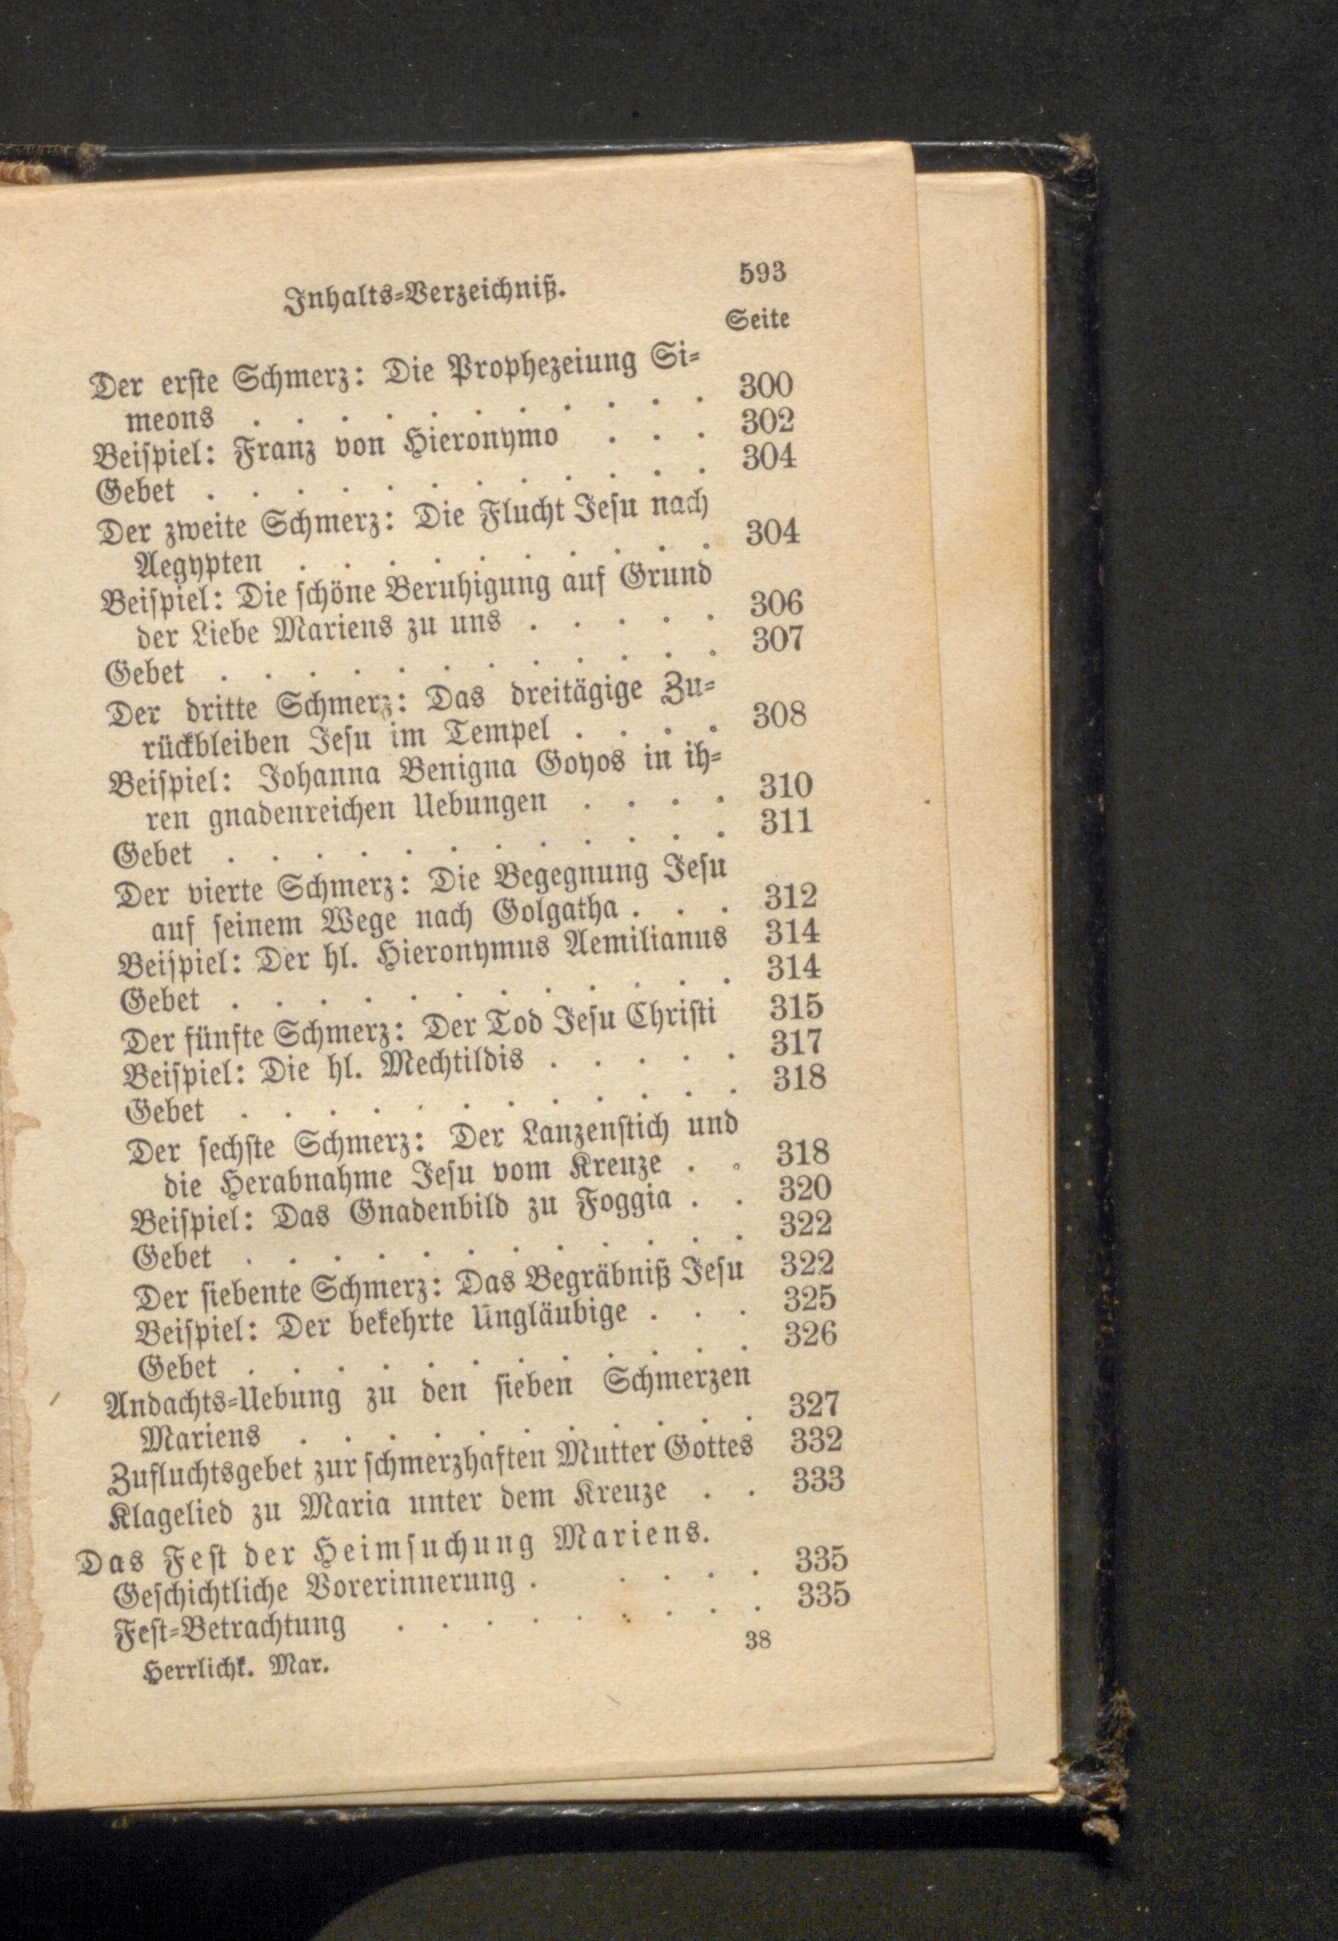 Inhalts-Verzeichniß. 593
Seite
Der erste Schmerz: Die Prophezeiung Si-
meons . . . . . . . . . . . 300
Beispiel: Franz von Hieronymo . . . 302
Gebet . . . . . . . . . . . . 304
Der zweite Schmerz: Die Flucht Jesu nach
Aegypten . . . . . . . . . . 304
Beispiel: Die schöne Beruhigung auf Grund
der Liebe Mariens zu uns . . . . . 306
Gebet . . . . . . . . . . . . 307
Der dritte Schmerz: Das dreitägige Zu-
rückbleiben Jesu im Tempel . . . . 308
Beispiel: Johanna Benigna Goyos in ih-
ren gnadenreichen Uebungen . . . . 310
Gebet . . . . . . . . . . . . 311
Der vierte Schmerz: Die Begegnung Jesu
auf seinem Wege nach Golgatha . . . 312
Beispiel: Der hl. Hieronymus Aemilianus 314
Gebet . . . . . . . . . . . . 314
Der fünfte Schmerz: Der Tod Jesu Christi 315
Beispiel: Die hl. Mechtildis . . . . . 317
Gebet . . . . . . . . . . . . 318
Der sechste Schmerz: Der Lanzenstich und
die Herabnahme Jesu vom Kreuze . . 318
Beispiel: Das Gnadenbild zu Foggia . . 320
Gebet . . . . . . . . . . . . 322
Der siebente Schmerz: Das Begräbniß Jesu 322
Beispiel: Der bekehrte Ungläubige . . . 325
Gebet . . . . . . . . . . . . 326
Andachts-Uebung zu den sieben Schmerzen
Mariens . . . . . . . . . . . 327
Zufluchtsgebet zur schmerzhaften Mutter Gottes 332
Klagelied zu Maria unter dem Kreuze . . 333
Das Fest der Heimsuchung Mariens.
Geschichtliche Vorerinnerung . . . . . 335
Fest-Betrachtung . . . . . . . . . 335
Herrlichk. Mar. 38